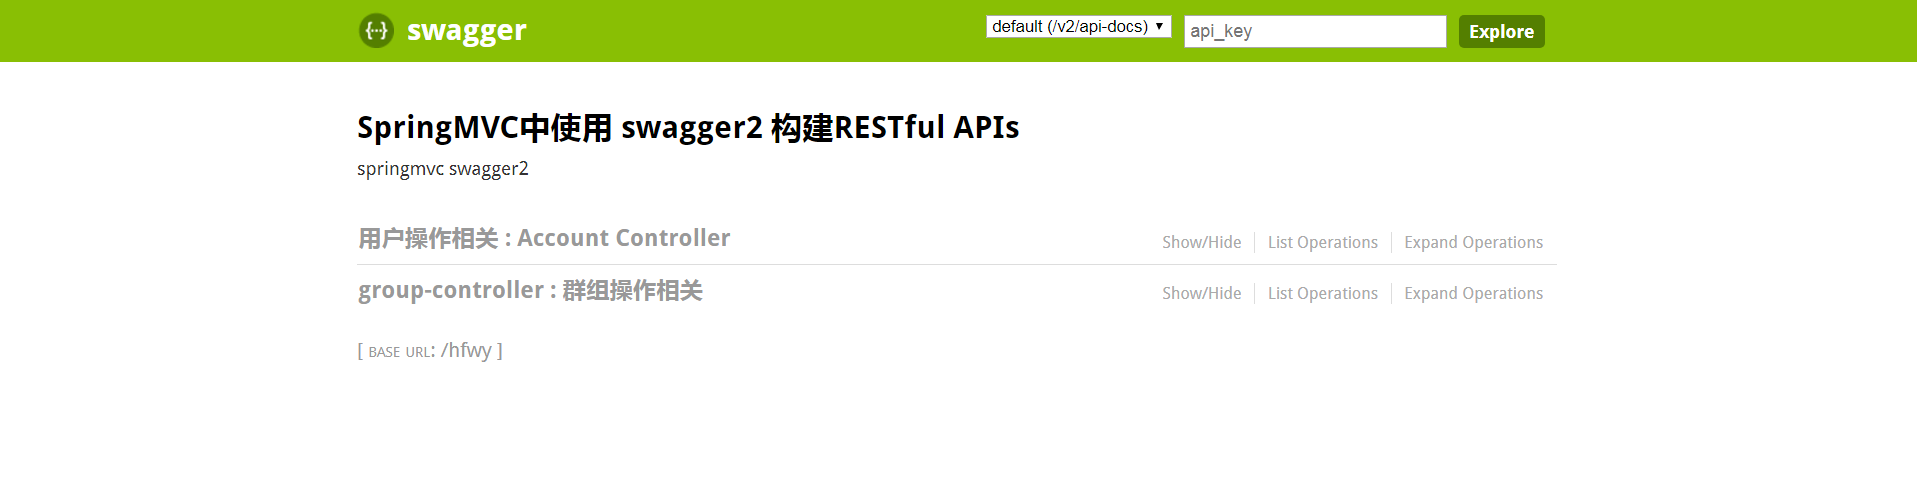 {···} swagger default (/v2/api-docs) api_key Explore
SpringMVC中使用 swagger2 构建RESTful APIs
springmvc swagger2
用户操作相关 : Account Controller Show/Hide List Operations Expand Operations
group-controller : 群组操作相关 Show/Hide List Operations Expand Operations
[ BASE URL: /hfwy ]